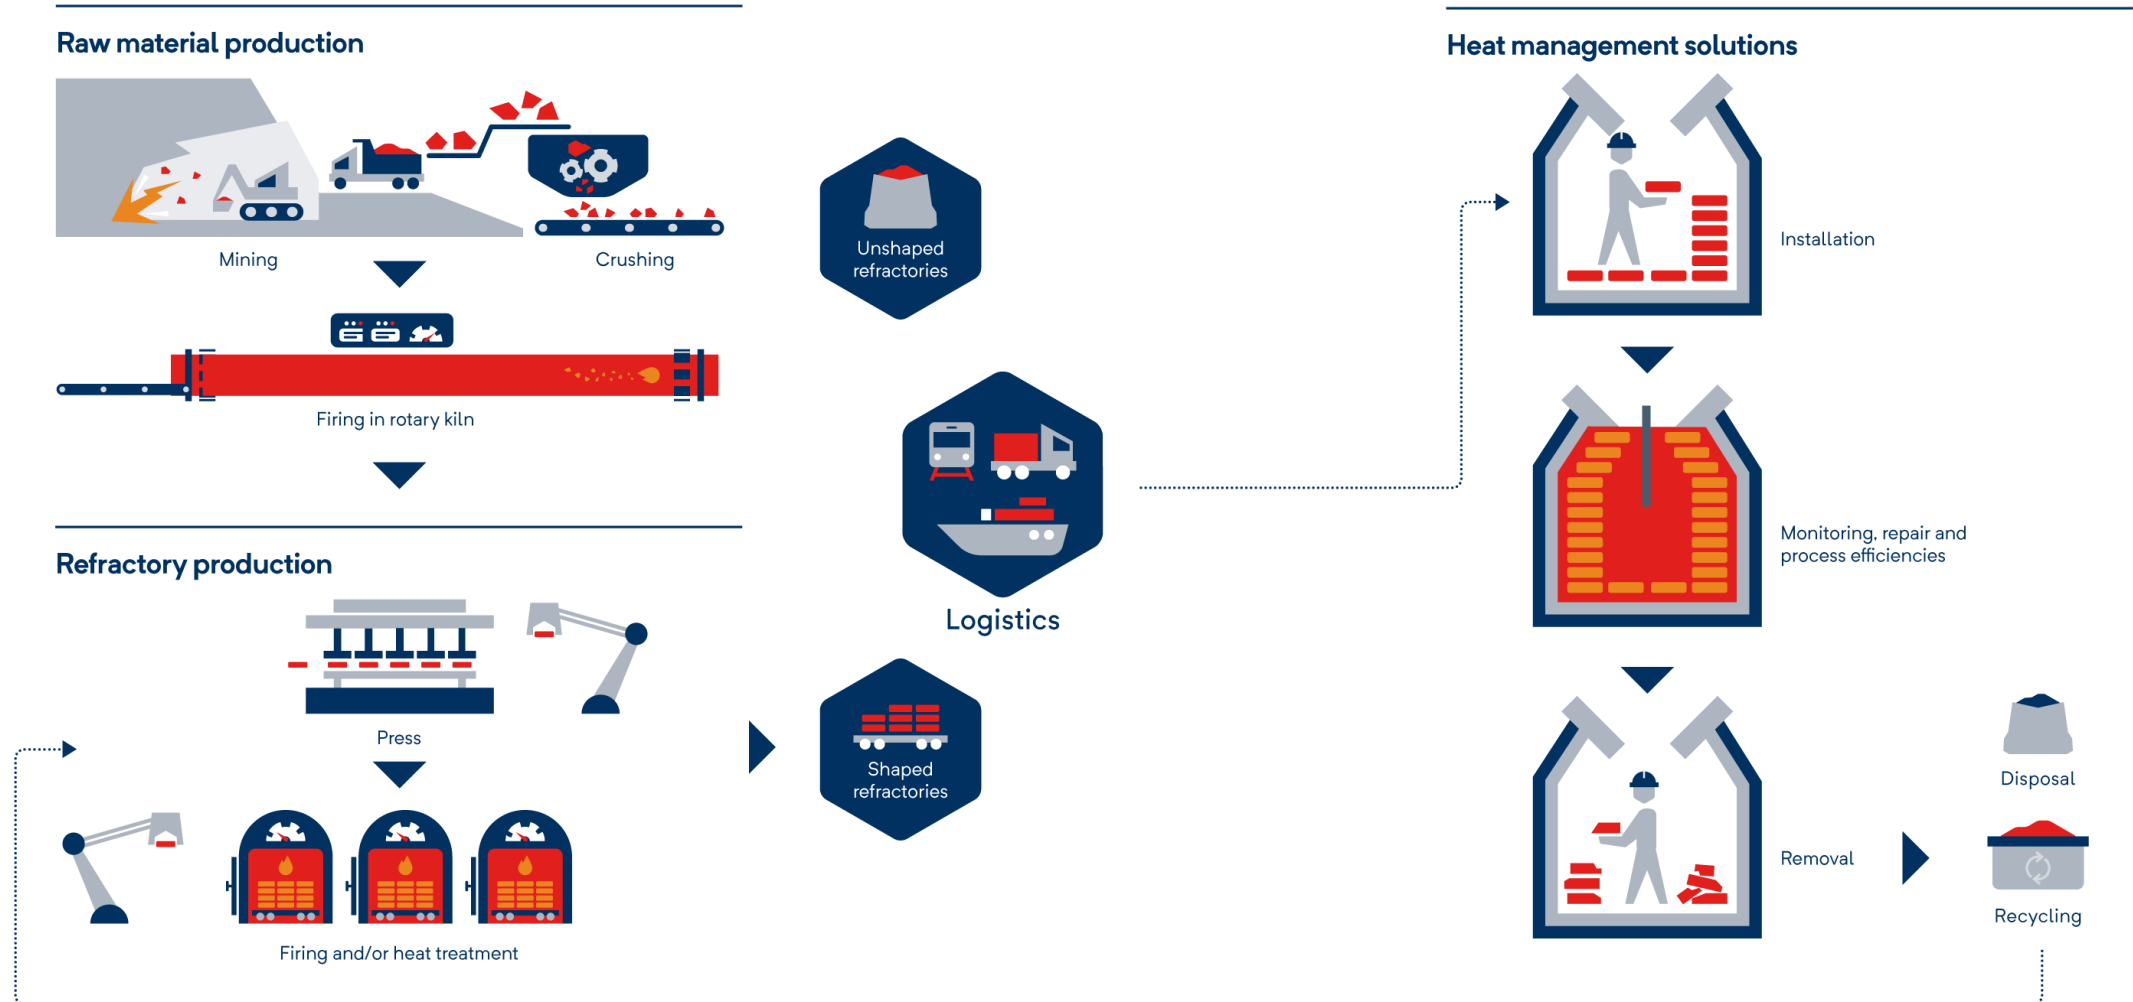 Raw material production
Mining
Crushing
Firing in rotary kiln
Refractory production
Press
Firing and/or heat treatment
Unshaped
refractories
Logistics
Shaped
refractories
Heat management solutions
Installation
Monitoring, repair and
process efficiencies
Removal
Disposal
Recycling